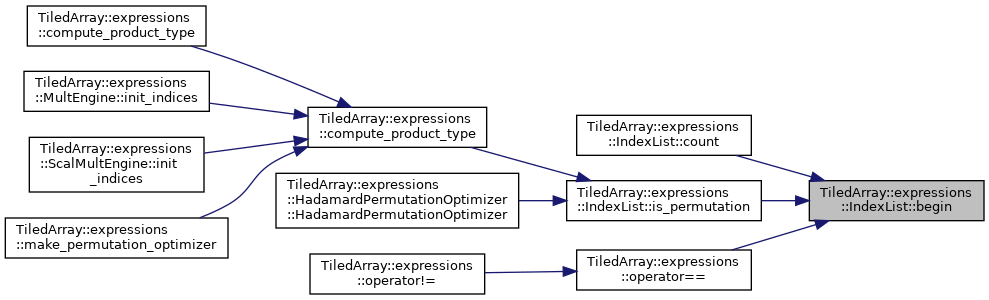 TiledArray::expressions
::compute_product_type
TiledArray::expressions
::MultEngine::init_indices
TiledArray::expressions
::ScalMultEngine::init
_indices
TiledArray::expressions
::make_permutation_optimizer
TiledArray::expressions
::compute_product_type
TiledArray::expressions
::HadamardPermutationOptimizer
::HadamardPermutationOptimizer
TiledArray::expressions
::operator!=
TiledArray::expressions
::IndexList::count
TiledArray::expressions
::IndexList::is_permutation
TiledArray::expressions
::operator==
TiledArray::expressions
::IndexList::begin